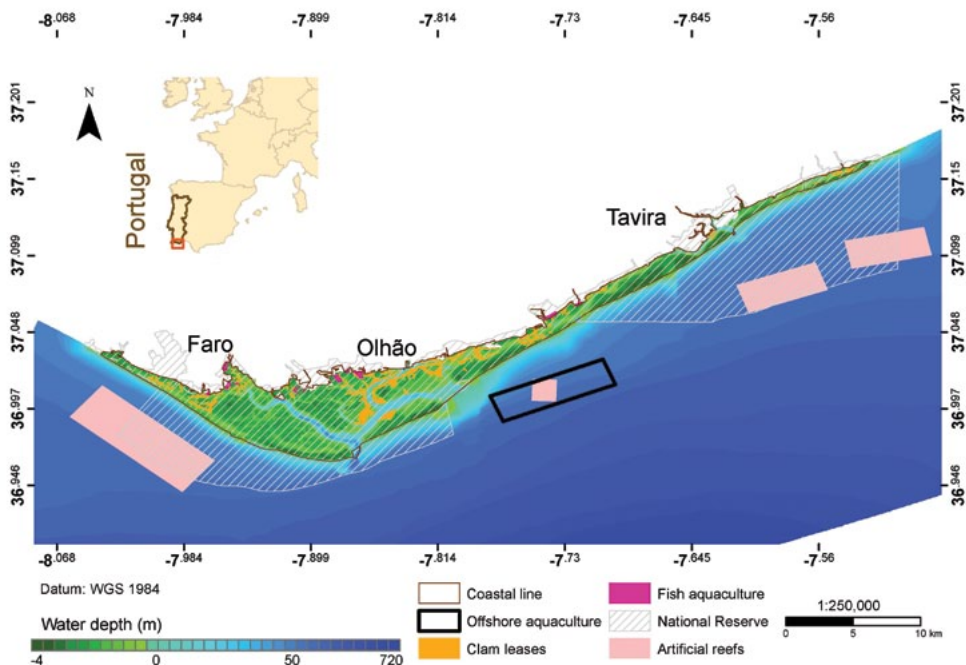 -8.068 -7.984 -7.899 -7.814 -7.73 -7.645 -7.56
N
Portugal
37.201 37.201
37.15 37.15
37.099 37.099
37.048 37.048
36.997 36.997
36.946 36.946
Tavira
Faro
Olhão
-8.068 -7.984 -7.899 -7.814 -7.73 -7.645 -7.56
Datum: WGS 1984
Water depth (m)
-4 0 50 720
Coastal line
Offshore aquaculture
Clam leases
Fish aquaculture
National Reserve
Artificial reefs
1:250,000
0 5 10 km